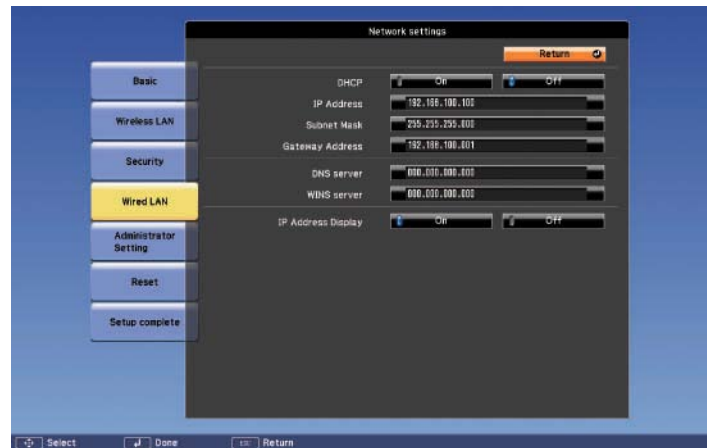 Network settings
Return
Basic
Wireless LAN
Security
Wired LAN
Administrator
Setting
Reset
Setup complete
DHCP On Off
IP Address 192.168.100.100
Subnet Mask 255.255.255.000
Gateway Address 192.168.100.001
DNS server 000.000.000.000
WINS server 000.000.000.000
IP Address Display On Off
Select Done Return